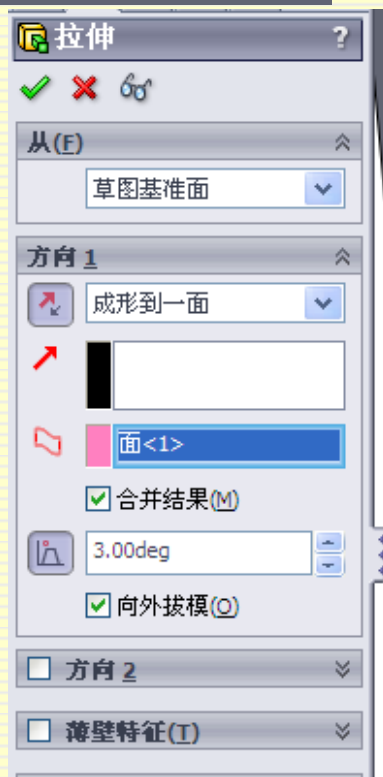 拉伸 ?
从(F)
草图基准面
方向 1
成形到一面
面<1>
合并结果(M)
3.00deg
向外拔模(O)
方向 2
薄壁特征(T)